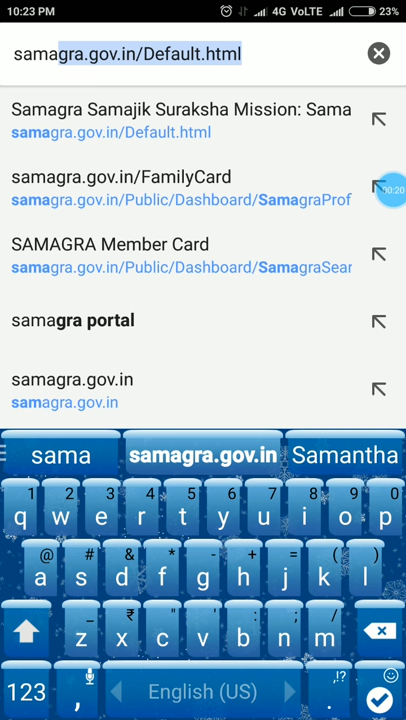 10:23 PM 4G VoLTE 23%
samagra.gov.in/Default.html
Samagra Samajik Suraksha Mission: Sama
samagra.gov.in/Default.html
samagra.gov.in/FamilyCard
samagra.gov.in/Public/Dashboard/SamagraProf
00:20
SAMAGRA Member Card
samagra.gov.in/Public/Dashboard/SamagraSear
samagra portal
samagra.gov.in
samagra.gov.in
sama samagra.gov.in Samantha
1 2 3 4 5 6 7 8 9 0
q w e r t y u i o p
@ # & * - + = ( )
a s d f g h j k l
_ ₹ " ' : ; /
z x c v b n m
,!?
123 , English (US) .